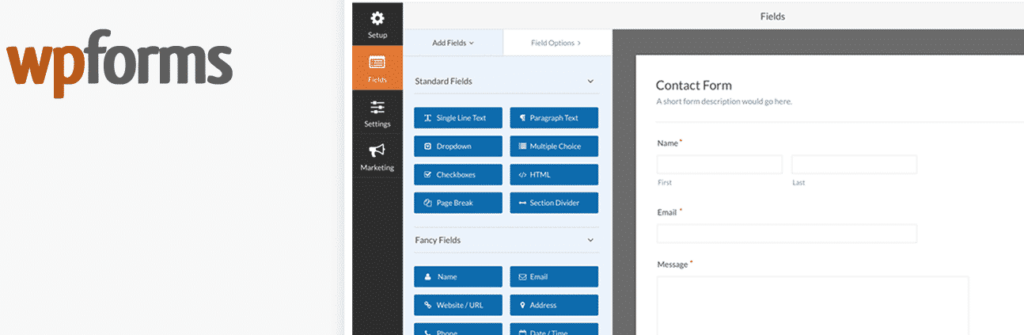 wpforms
Setup
Fields
Settings
Marketing
Fields
Add Fields
Field Options
Standard Fields
Single Line Text
Paragraph Text
Dropdown
Multiple Choice
Checkboxes
HTML
Page Break
Section Divider
Fancy Fields
Name
Email
Website / URL
Address
Phone
Date / Time
Contact Form
A short form description would go here.
Name *
First
Last
Email *
Message *